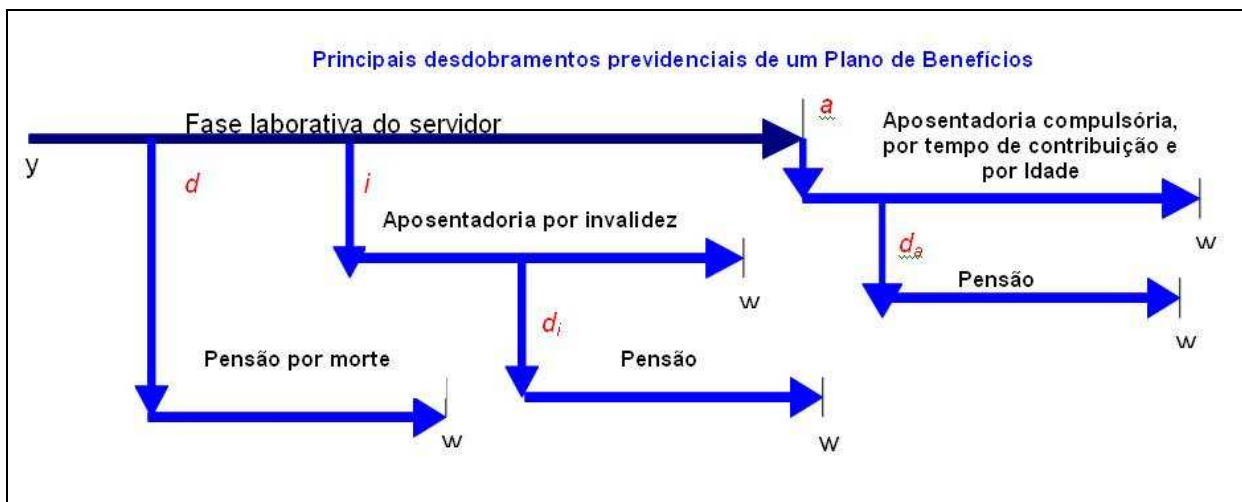 Principais desdobramentos previdenciais de um Plano de Benefícios
Fase laborativa do servidor
a
Aposentadoria compulsória,
por tempo de contribuição e
por Idade
y
d
i
Aposentadoria por invalidez
w
d_a
w
Pensão
w
d_i
Pensão por morte
Pensão
w
w